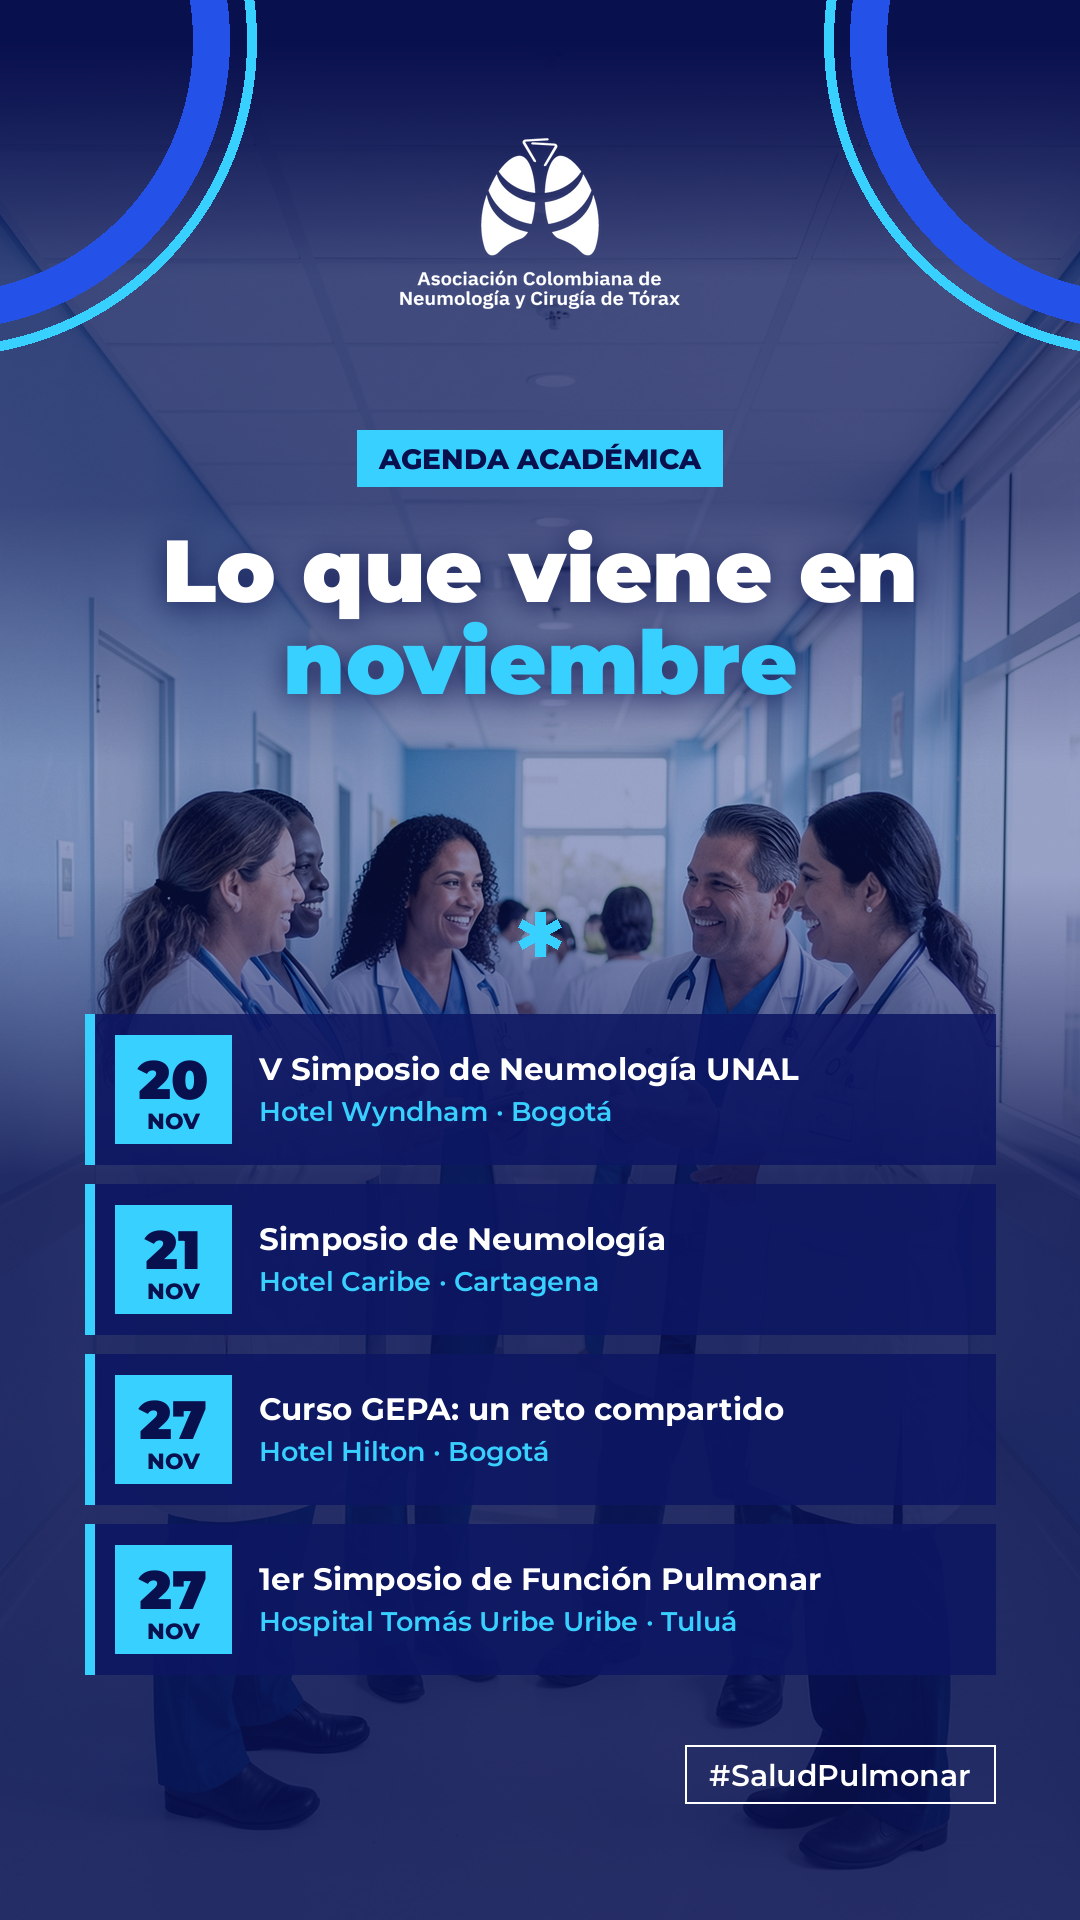 Asociación Colombiana de
Neumología y Cirugía de Tórax
AGENDA ACADÉMICA
Lo que viene en
noviembre
20
NOV
V Simposio de Neumología UNAL
Hotel Wyndham · Bogotá
21
NOV
Simposio de Neumología
Hotel Caribe · Cartagena
27
NOV
Curso GEPA: un reto compartido
Hotel Hilton · Bogotá
27
NOV
1er Simposio de Función Pulmonar
Hospital Tomás Uribe Uribe · Tuluá
#SaludPulmonar